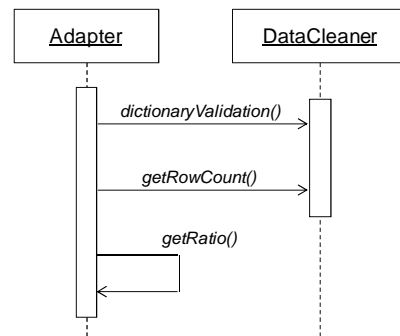 Adapter
DataCleaner
dictionaryValidation()
getRowCount()
getRatio()